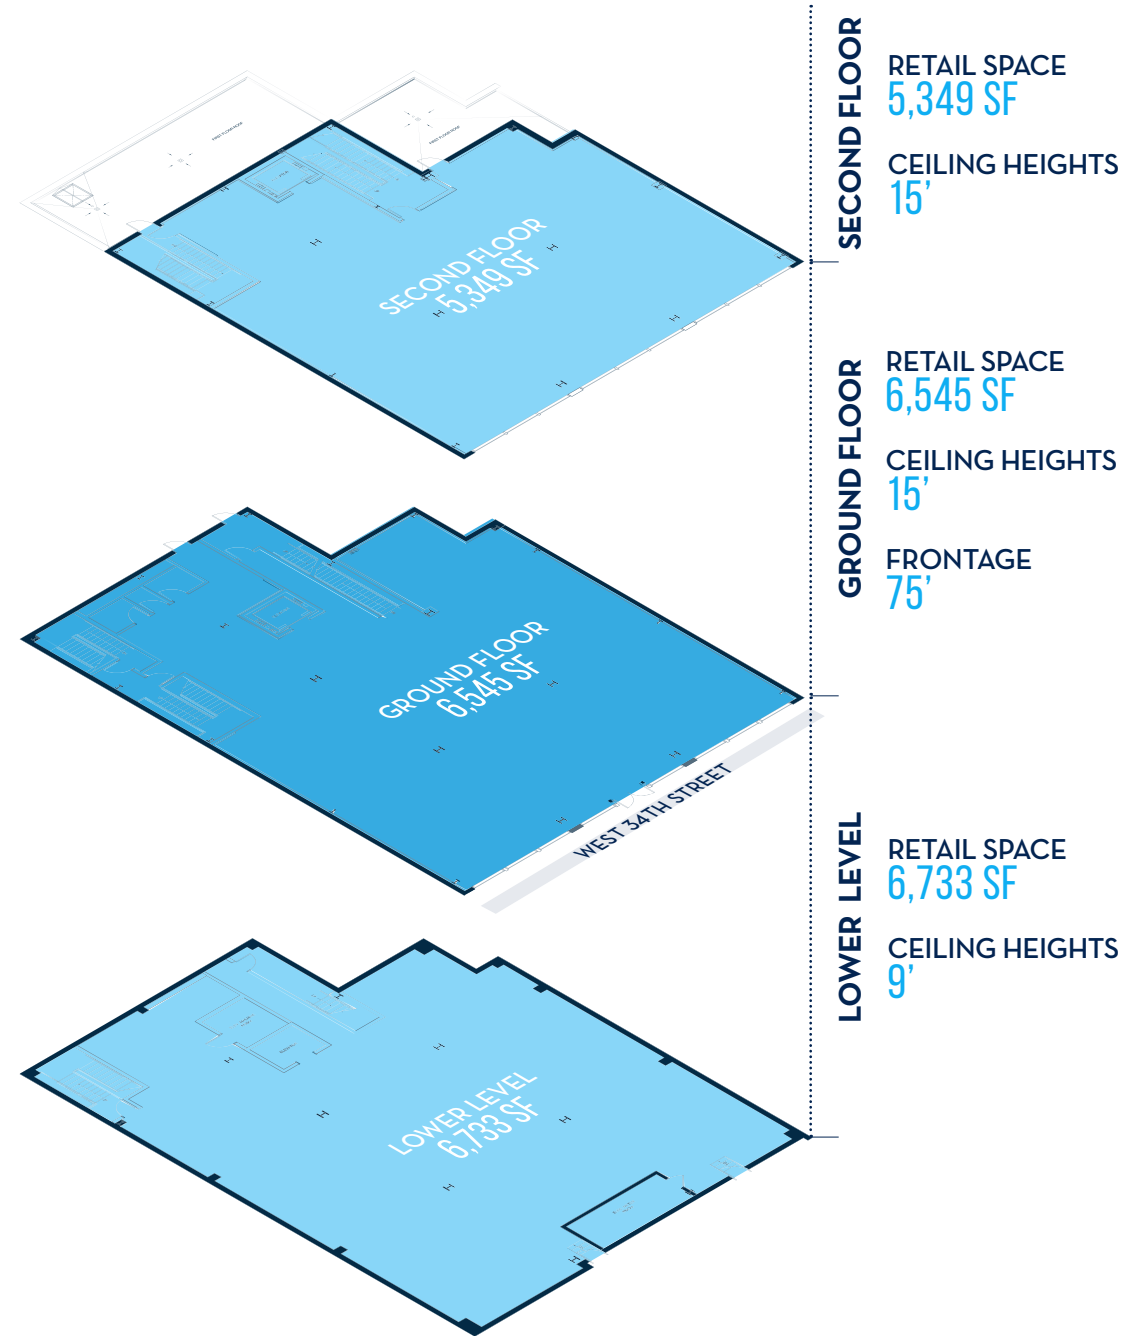 SECOND FLOOR
RETAIL SPACE
5,349 SF
CEILING HEIGHTS
15’
SECOND FLOOR
5,349 SF
GROUND FLOOR
RETAIL SPACE
6,545 SF
CEILING HEIGHTS
15’
FRONTAGE
75’
GROUND FLOOR
6,545 SF
WEST 34TH STREET
LOWER LEVEL
RETAIL SPACE
6,733 SF
CEILING HEIGHTS
9’
LOWER LEVEL
6,733 SF